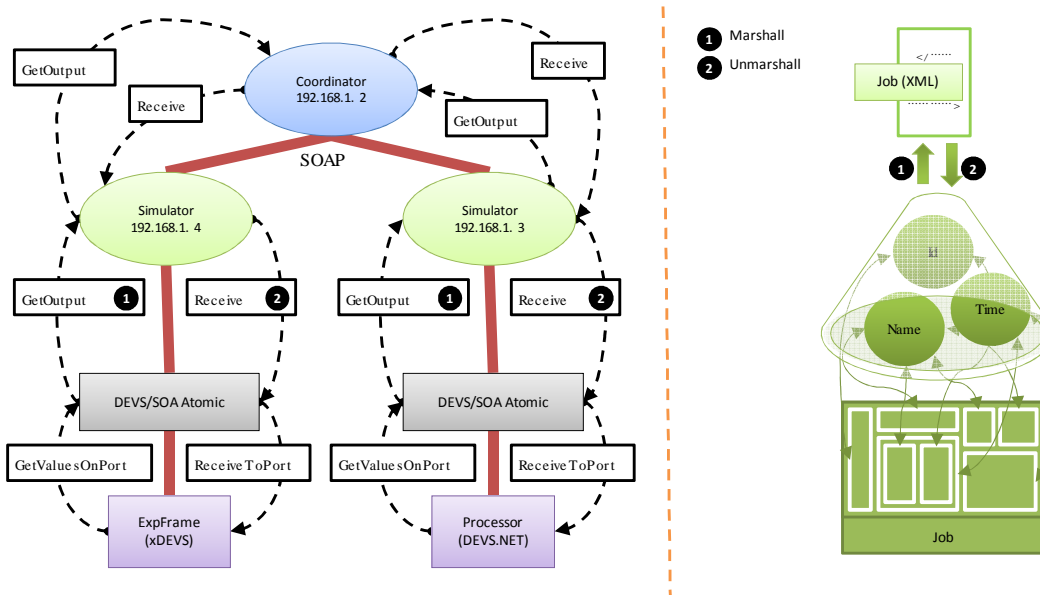 GetOutput
Receive
Coordinator
192.168.1. 2
Receive
GetOutput
SOAP
Simulator
192.168.1. 4
Simulator
192.168.1. 3
GetOutput 1
Receive 2
GetOutput 1
Receive 2
DEVS/SOA Atomic
DEVS/SOA Atomic
GetValuesOnPort
ReceiveToPort
GetValuesOnPort
ReceiveToPort
ExpFrame
(xDEVS)
Processor
(DEVS.NET)
1 Marshall
2 Unmarshall
</ ......
Job (XML)
...... ...... >
1
2
Id
Name
Time
Job